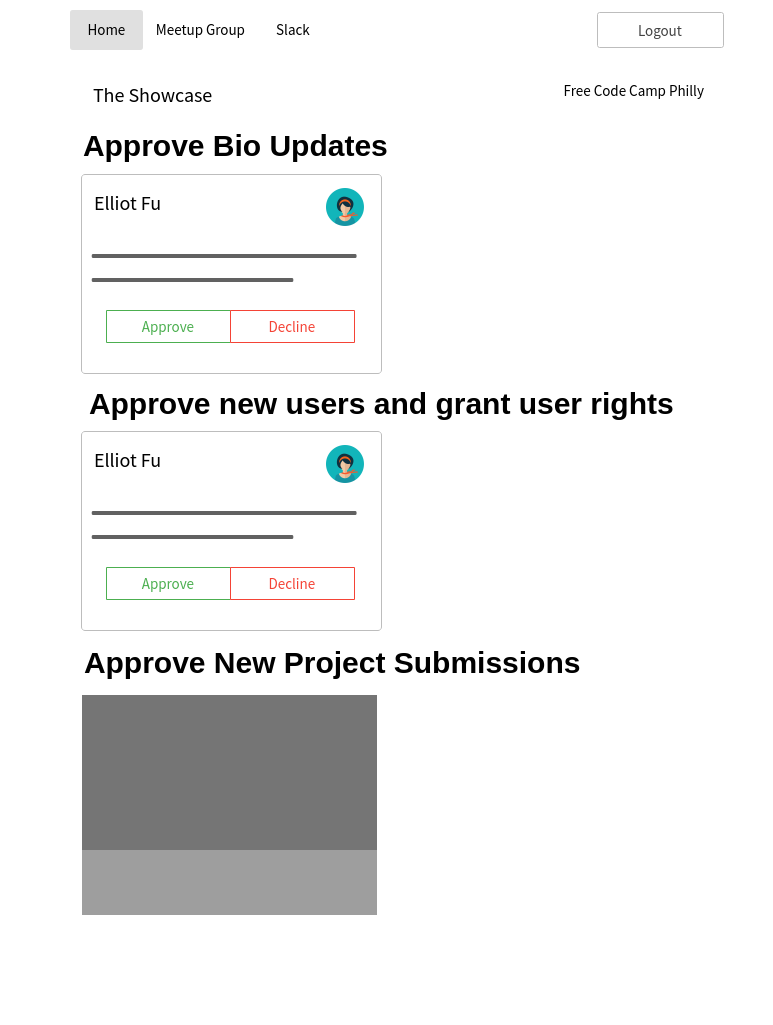 Home Meetup Group Slack Logout
The Showcase Free Code Camp Philly
Approve Bio Updates
Elliot Fu
Approve Decline
Approve new users and grant user rights
Elliot Fu
Approve Decline
Approve New Project Submissions